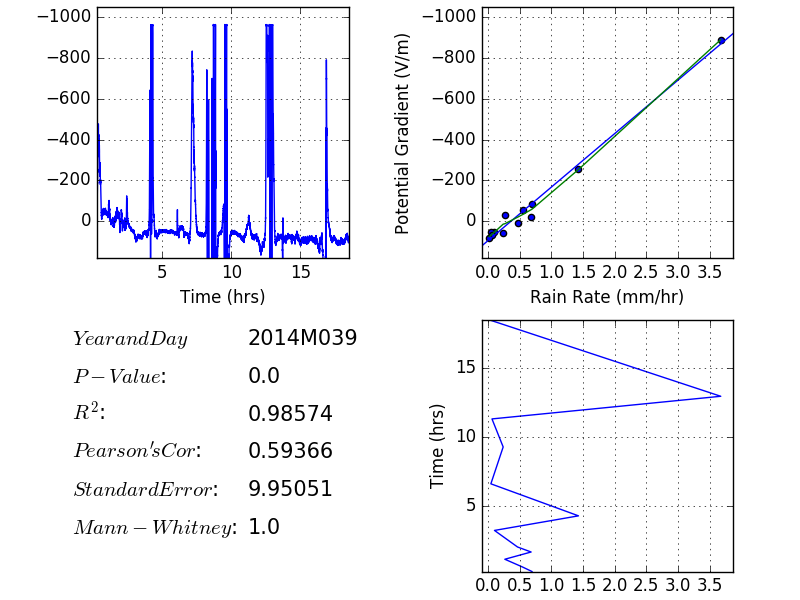 −1000
−800
−600
−400
−200
0
5
10
15
Time (hrs)
Potential Gradient (V/m)
−1000
−800
−600
−400
−200
0
0.0 0.5 1.0 1.5 2.0 2.5 3.0 3.5
Rain Rate (mm/hr)
YearandDay 2014M039
P − Value: 0.0
R²: 0.98574
Pearson'sCor: 0.59366
StandardError: 9.95051
Mann − Whitney: 1.0
Time (hrs)
15
10
5
0.0 0.5 1.0 1.5 2.0 2.5 3.0 3.5